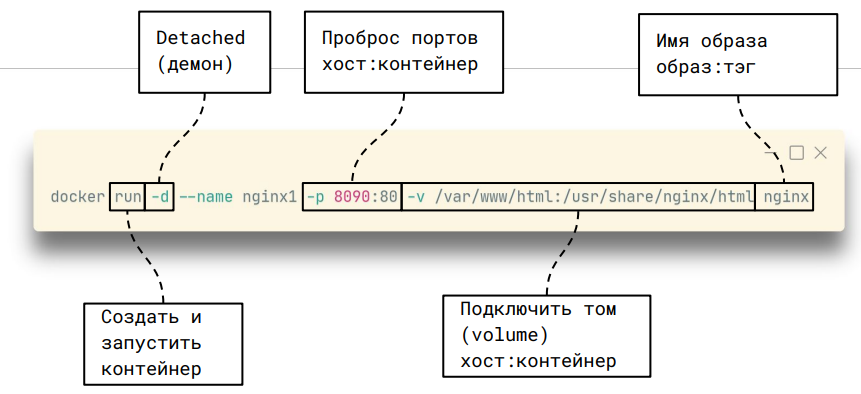 Detached
(демон)
Проброс портов
хост:контейнер
Имя образа
образ:тэг
docker run -d --name nginx1 -p 8090:80 -v /var/www/html:/usr/share/nginx/html nginx
Создать и
запустить
контейнер
Подключить том
(volume)
хост:контейнер